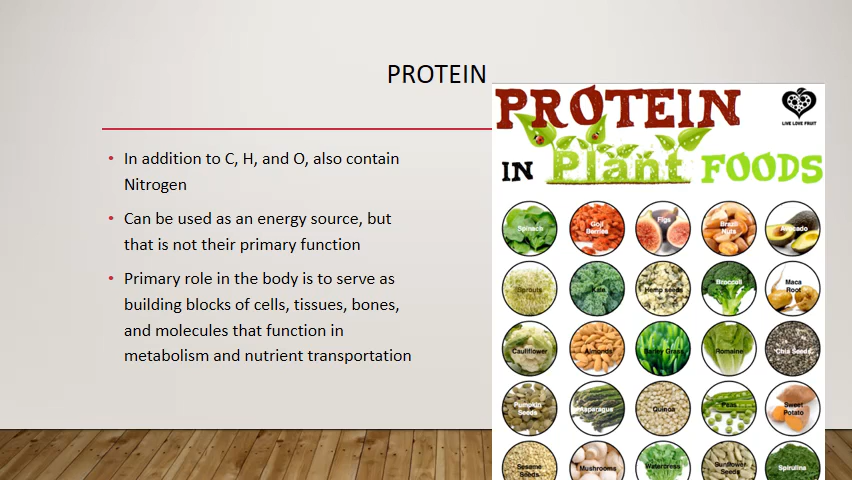 PROTEIN
• In addition to C, H, and O, also contain
Nitrogen
• Can be used as an energy source, but
that is not their primary function
• Primary role in the body is to serve as
building blocks of cells, tissues, bones,
and molecules that function in
metabolism and nutrient transportation
PROTEIN
LIVE LOVE FRUIT
IN Plant FOODS
Spinach
Goji
Berries
Figs
Brazil
Nuts
Avocado
Sprouts
Kale
Hemp seeds
Broccoli
Maca
Root
Cauliflower
Almonds
Barley Grass
Romaine
Chia Seeds
Pumpkin
Seeds
Asparagus
Quinoa
Peas
Sweet
Potato
Sesame
Seeds
Mushrooms
Watercress
Sunflower
Seeds
Spirulina